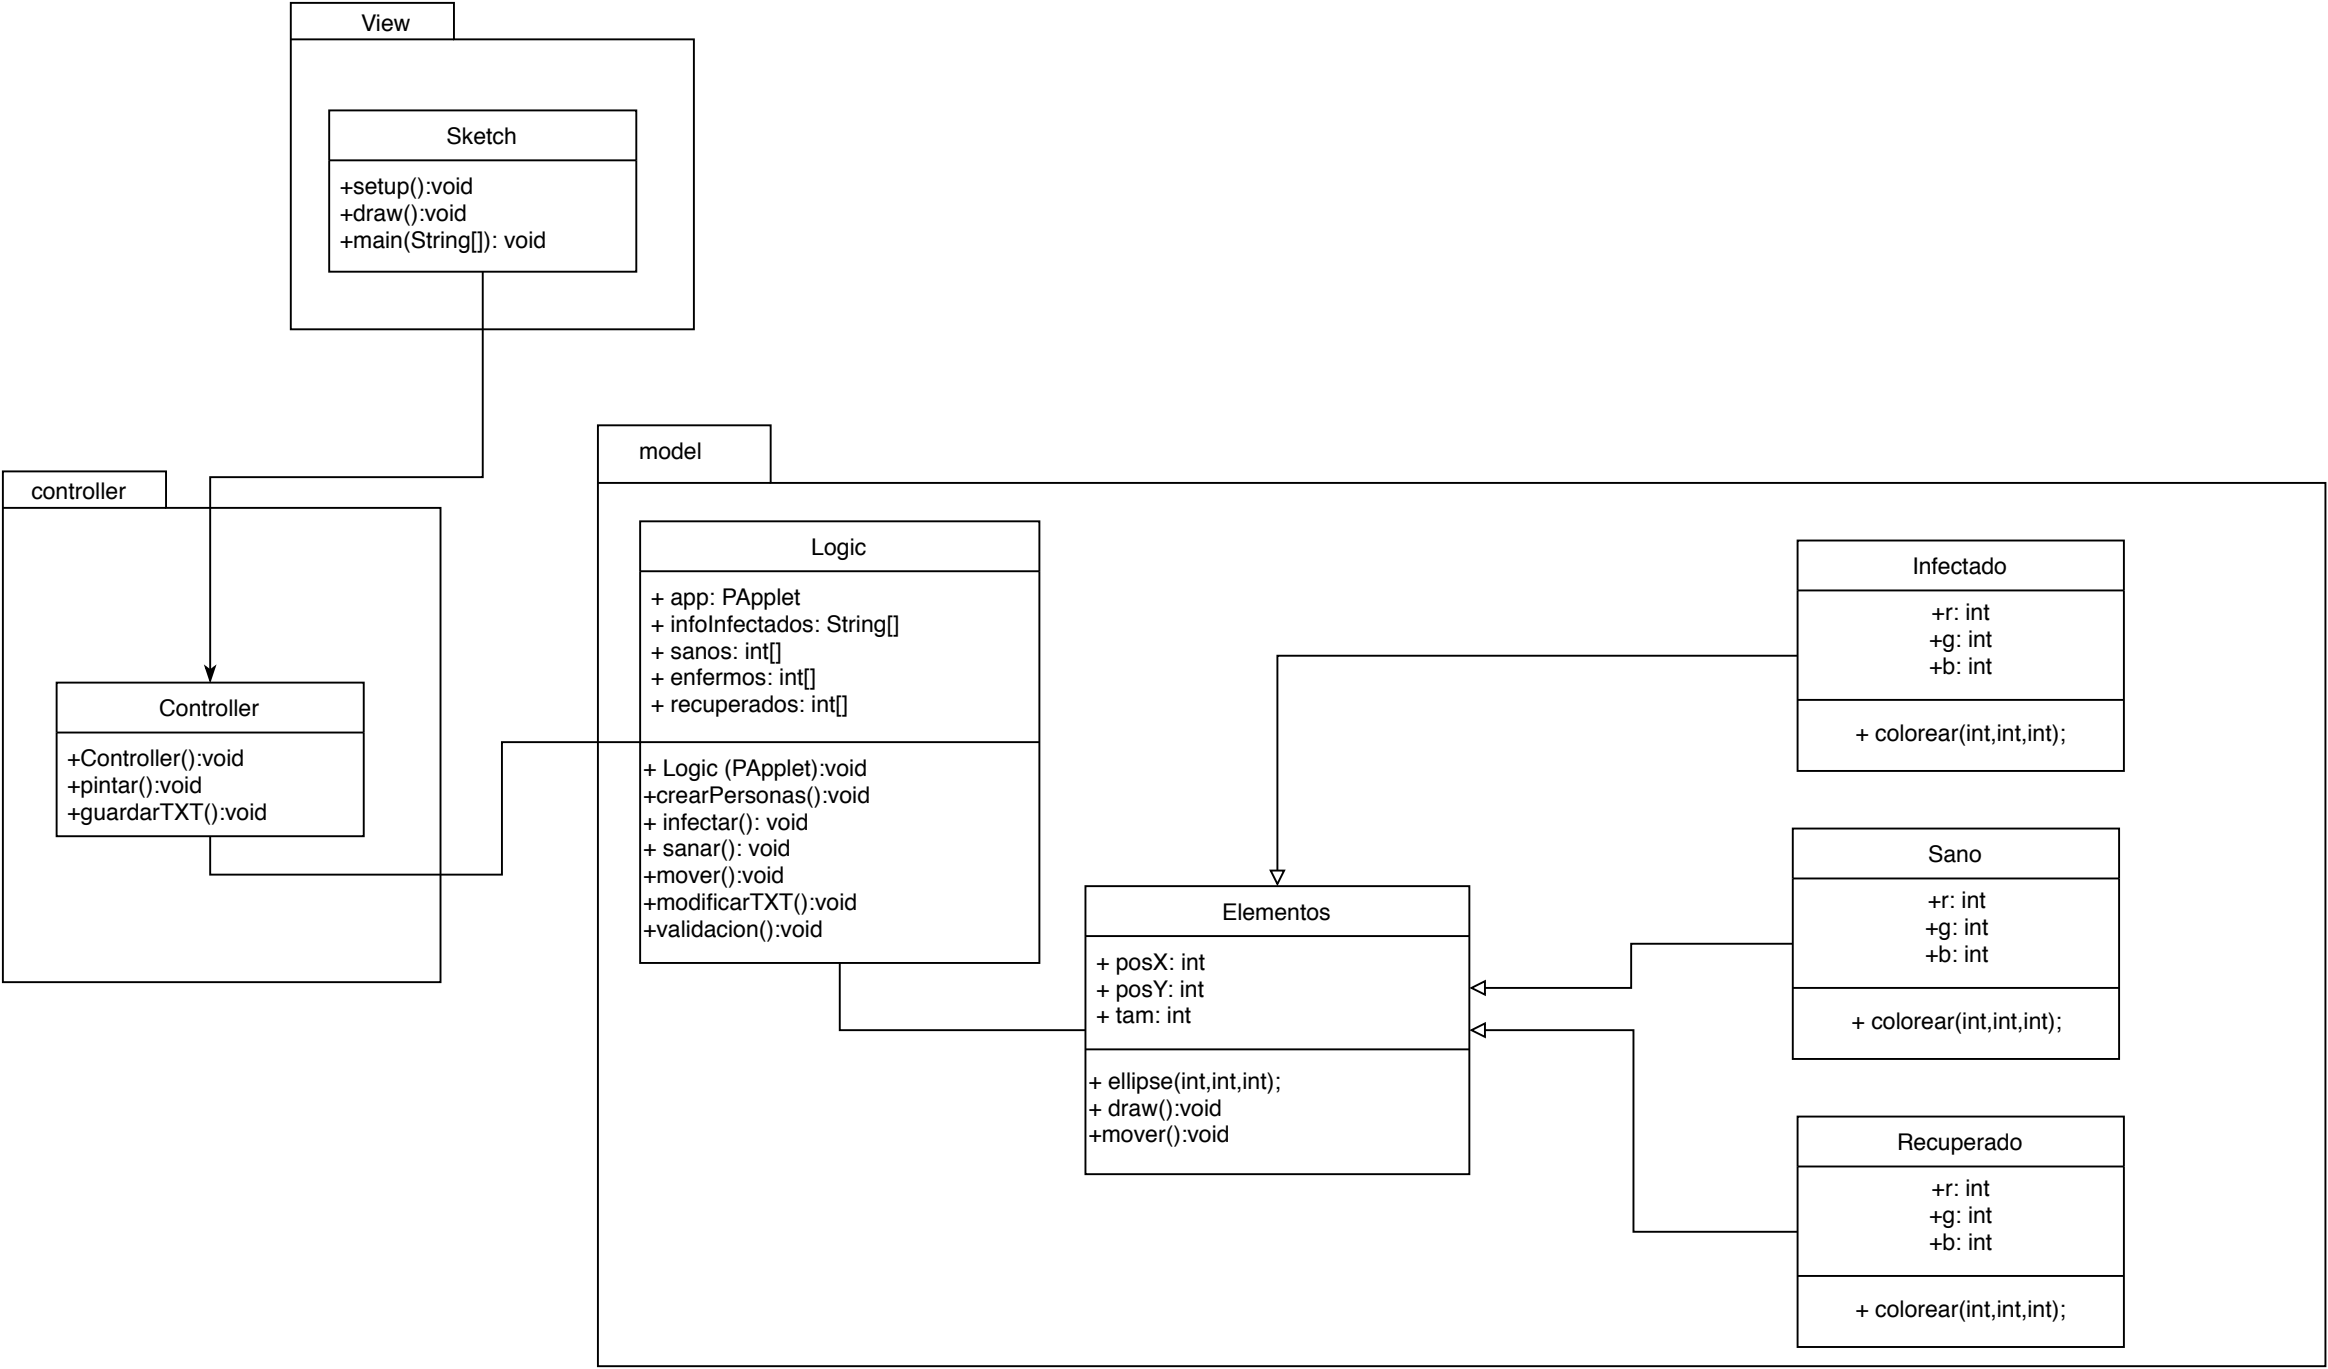 View
Sketch
+setup():void
+draw():void
+main(String[]): void
controller
Controller
+Controller():void
+pintar():void
+guardarTXT():void
model
Logic
+ app: PApplet
+ infoInfectados: String[]
+ sanos: int[]
+ enfermos: int[]
+ recuperados: int[]
+ Logic (PApplet):void
+crearPersonas():void
+ infectar(): void
+ sanar(): void
+mover():void
+modificarTXT():void
+validacion():void
Elementos
+ posX: int
+ posY: int
+ tam: int
+ ellipse(int,int,int);
+ draw():void
+mover():void
Infectado
+r: int
+g: int
+b: int
+ colorear(int,int,int);
Sano
+r: int
+g: int
+b: int
+ colorear(int,int,int);
Recuperado
+r: int
+g: int
+b: int
+ colorear(int,int,int);